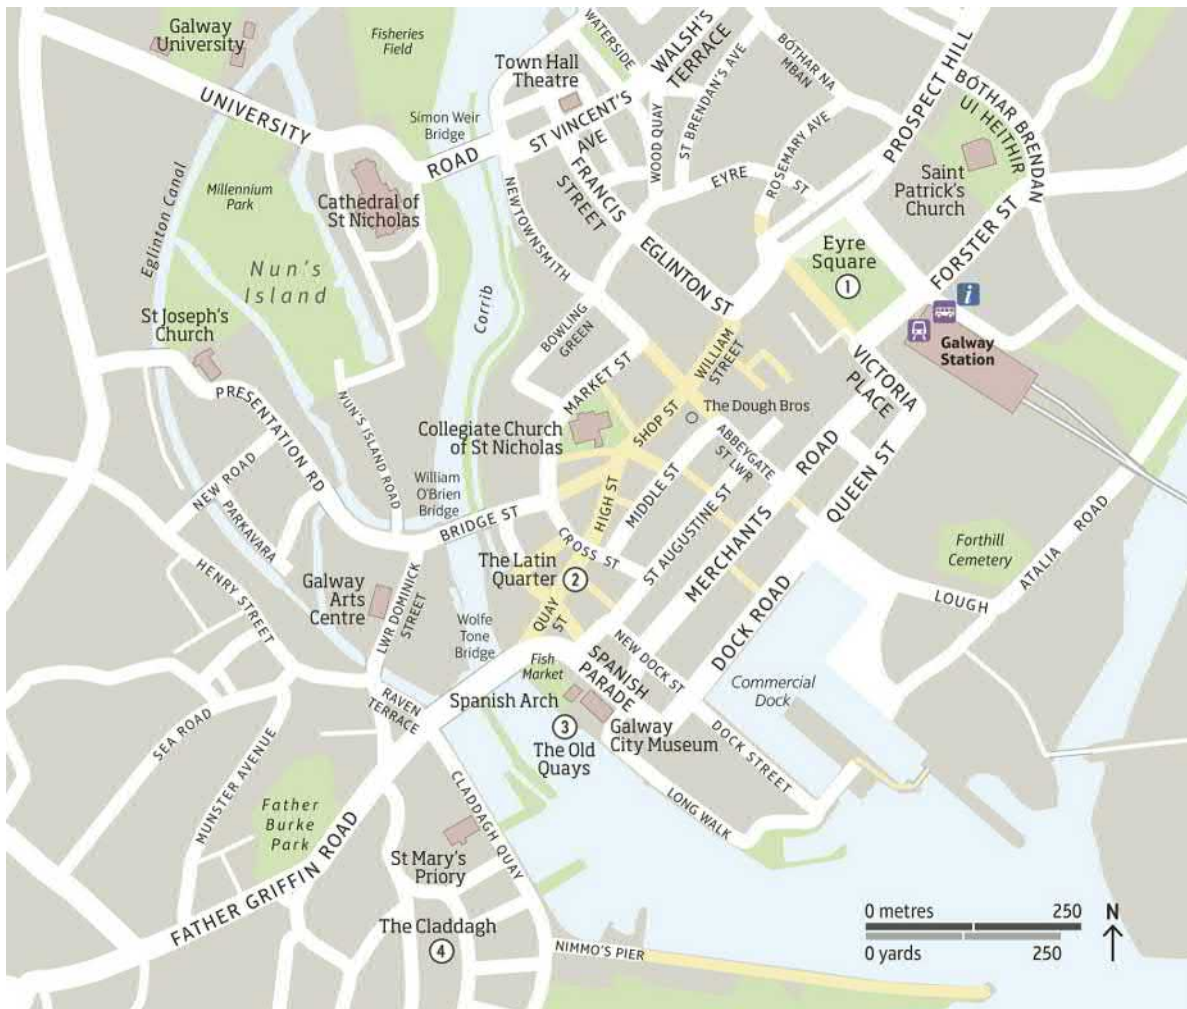 Galway
University
Fisheries
Field
WATERSIDE
WALSH'S
TERRACE
BÓTHAR NA
MBAN
PROSPECT HILL
BÓTHAR BRENDAN
UI HEITHIR
Town Hall
Theatre
ST VINCENT'S
AVE
ST BRENDAN'S AVE
WOOD QUAY
UNIVERSITY
ROAD
Simon Weir
Bridge
FRANCIS
STREET
EYRE
ST
ROSEMARY AVE
Saint
Patrick's
Church
Eglinton Canal
Millennium
Park
Cathedral of
St Nicholas
NEWTOWNSMITH
EGLINTON ST
Eyre
Square
1
FORSTER ST
i
Nun's
Island
Corrib
Galway
Station
St Joseph's
Church
BOWLING
GREEN
WILLIAM
STREET
VICTORIA
PLACE
MARKET ST
PRESENTATION RD
NUN'S ISLAND ROAD
Collegiate Church
of St Nicholas
SHOP ST
The Dough Bros
ABBEYGATE
ST LWR
ROAD
QUEEN ST
NEW ROAD
PARKAVARA
William
O'Brien
Bridge
BRIDGE ST
HIGH ST
MIDDLE ST
ST AUGUSTINE ST
MERCHANTS
CROSS ST
Forthill
Cemetery
ATALIA
ROAD
LOUGH
HENRY STREET
Galway
Arts
Centre
LWR DOMINICK
STREET
The Latin
Quarter
2
QUAY
ST
DOCK ROAD
Wolfe
Tone
Bridge
Fish
Market
SPANISH
PARADE
NEW DOCK ST
Commercial
Dock
RAVEN
TERRACE
Spanish Arch
3
The Old
Quays
Galway
City Museum
DOCK STREET
SEA ROAD
MUNSTER AVENUE
CLADDAGH QUAY
LONG WALK
Father
Burke
Park
FATHER GRIFFIN ROAD
St Mary's
Priory
The Claddagh
4
NIMMO'S PIER
0 metres
250
0 yards
250
N